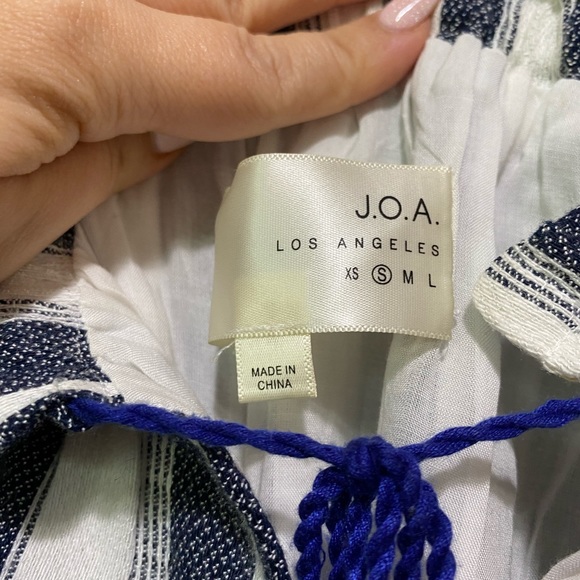 J.O.A.
LOS ANGELES
XS S M L
MADE IN
CHINA